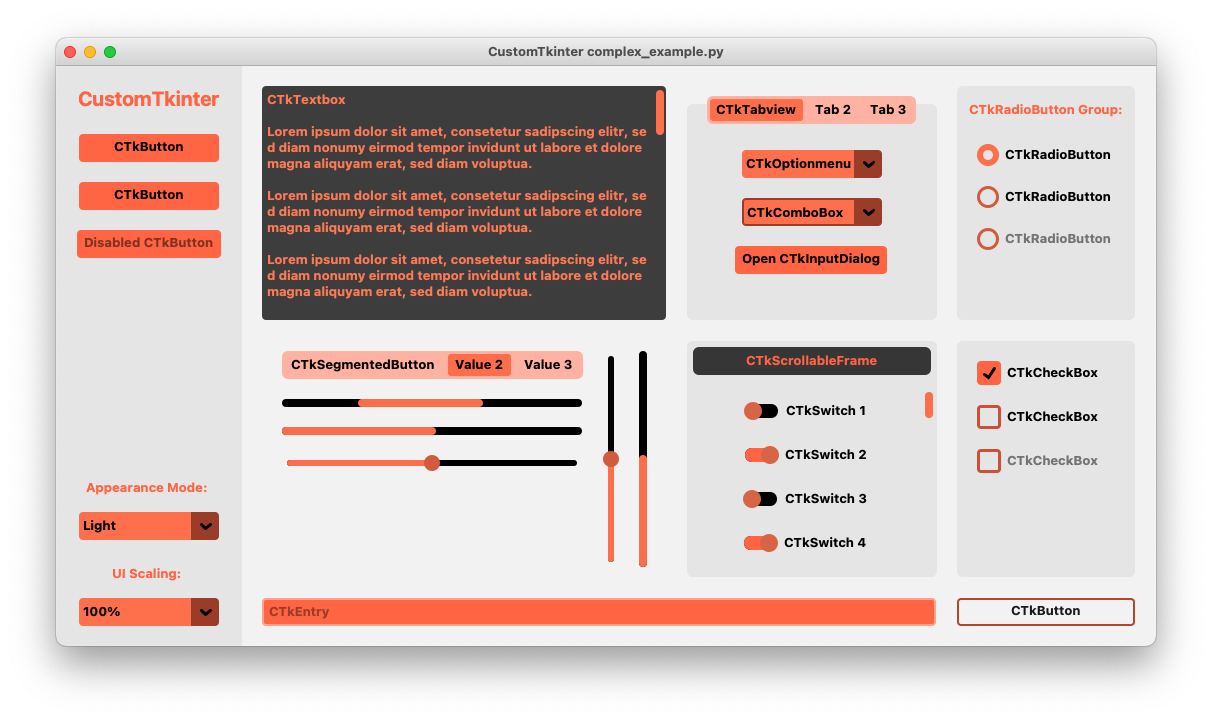 CustomTkinter complex_example.py
CustomTkinter
CTkButton
CTkButton
Disabled CTkButton
Appearance Mode:
Light
UI Scaling:
100%
CTkTextbox
Lorem ipsum dolor sit amet, consetetur sadipscing elitr, se
d diam nonumy eirmod tempor invidunt ut labore et dolore
magna aliquyam erat, sed diam voluptua.
Lorem ipsum dolor sit amet, consetetur sadipscing elitr, se
d diam nonumy eirmod tempor invidunt ut labore et dolore
magna aliquyam erat, sed diam voluptua.
Lorem ipsum dolor sit amet, consetetur sadipscing elitr, se
d diam nonumy eirmod tempor invidunt ut labore et dolore
magna aliquyam erat, sed diam voluptua.
CTkTabview Tab 2 Tab 3
CTkOptionmenu
CTkComboBox
Open CTkInputDialog
CTkRadioButton Group:
CTkRadioButton
CTkRadioButton
CTkRadioButton
CTkSegmentedButton Value 2 Value 3
CTkScrollableFrame
CTkSwitch 1
CTkSwitch 2
CTkSwitch 3
CTkSwitch 4
CTkCheckBox
CTkCheckBox
CTkCheckBox
CTkEntry
CTkButton